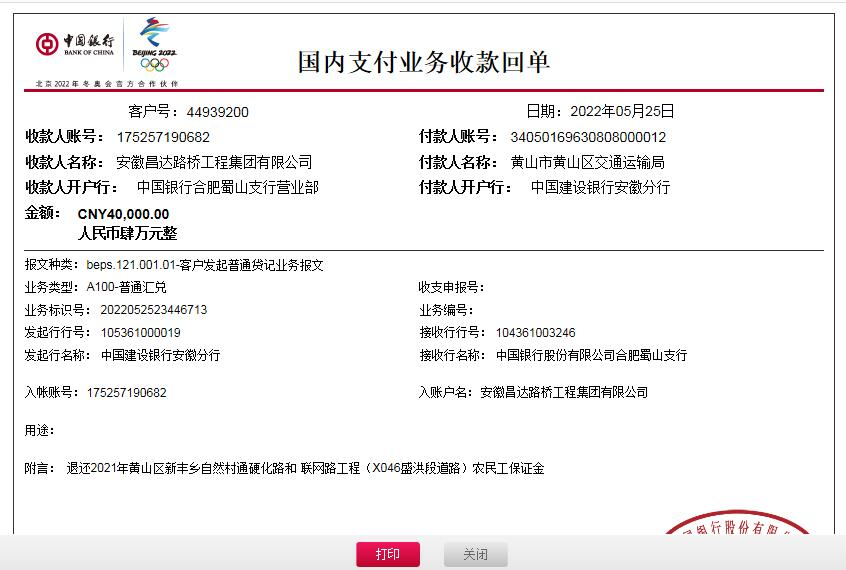 中国银行
BANK OF CHINA
BEIJING 2022
北京2022年冬奥会官方合作伙伴
国内支付业务收款回单
客户号：44939200 日期：2022年05月25日
收款人账号：175257190682 付款人账号：34050169630808000012
收款人名称：安徽昌达路桥工程集团有限公司 付款人名称：黄山市黄山区交通运输局
收款人开户行：中国银行合肥蜀山支行营业部 付款人开户行：中国建设银行安徽分行
金额：CNY40,000.00
人民币肆万元整
报文种类：beps.121.001.01-客户发起普通贷记业务报文
业务类型：A100-普通汇兑 收支申报号：
业务标识号：2022052523446713 业务编号：
发起行行号：105361000019 接收行行号：104361003246
发起行名称：中国建设银行安徽分行 接收行名称：中国银行股份有限公司合肥蜀山支行
入帐账号：175257190682 入账户名：安徽昌达路桥工程集团有限公司
用途：
附言：退还2021年黄山区新丰乡自然村通硬化路和 联网路工程（X046盛洪段道路）农民工保证金
银行股份有限
打印 关闭